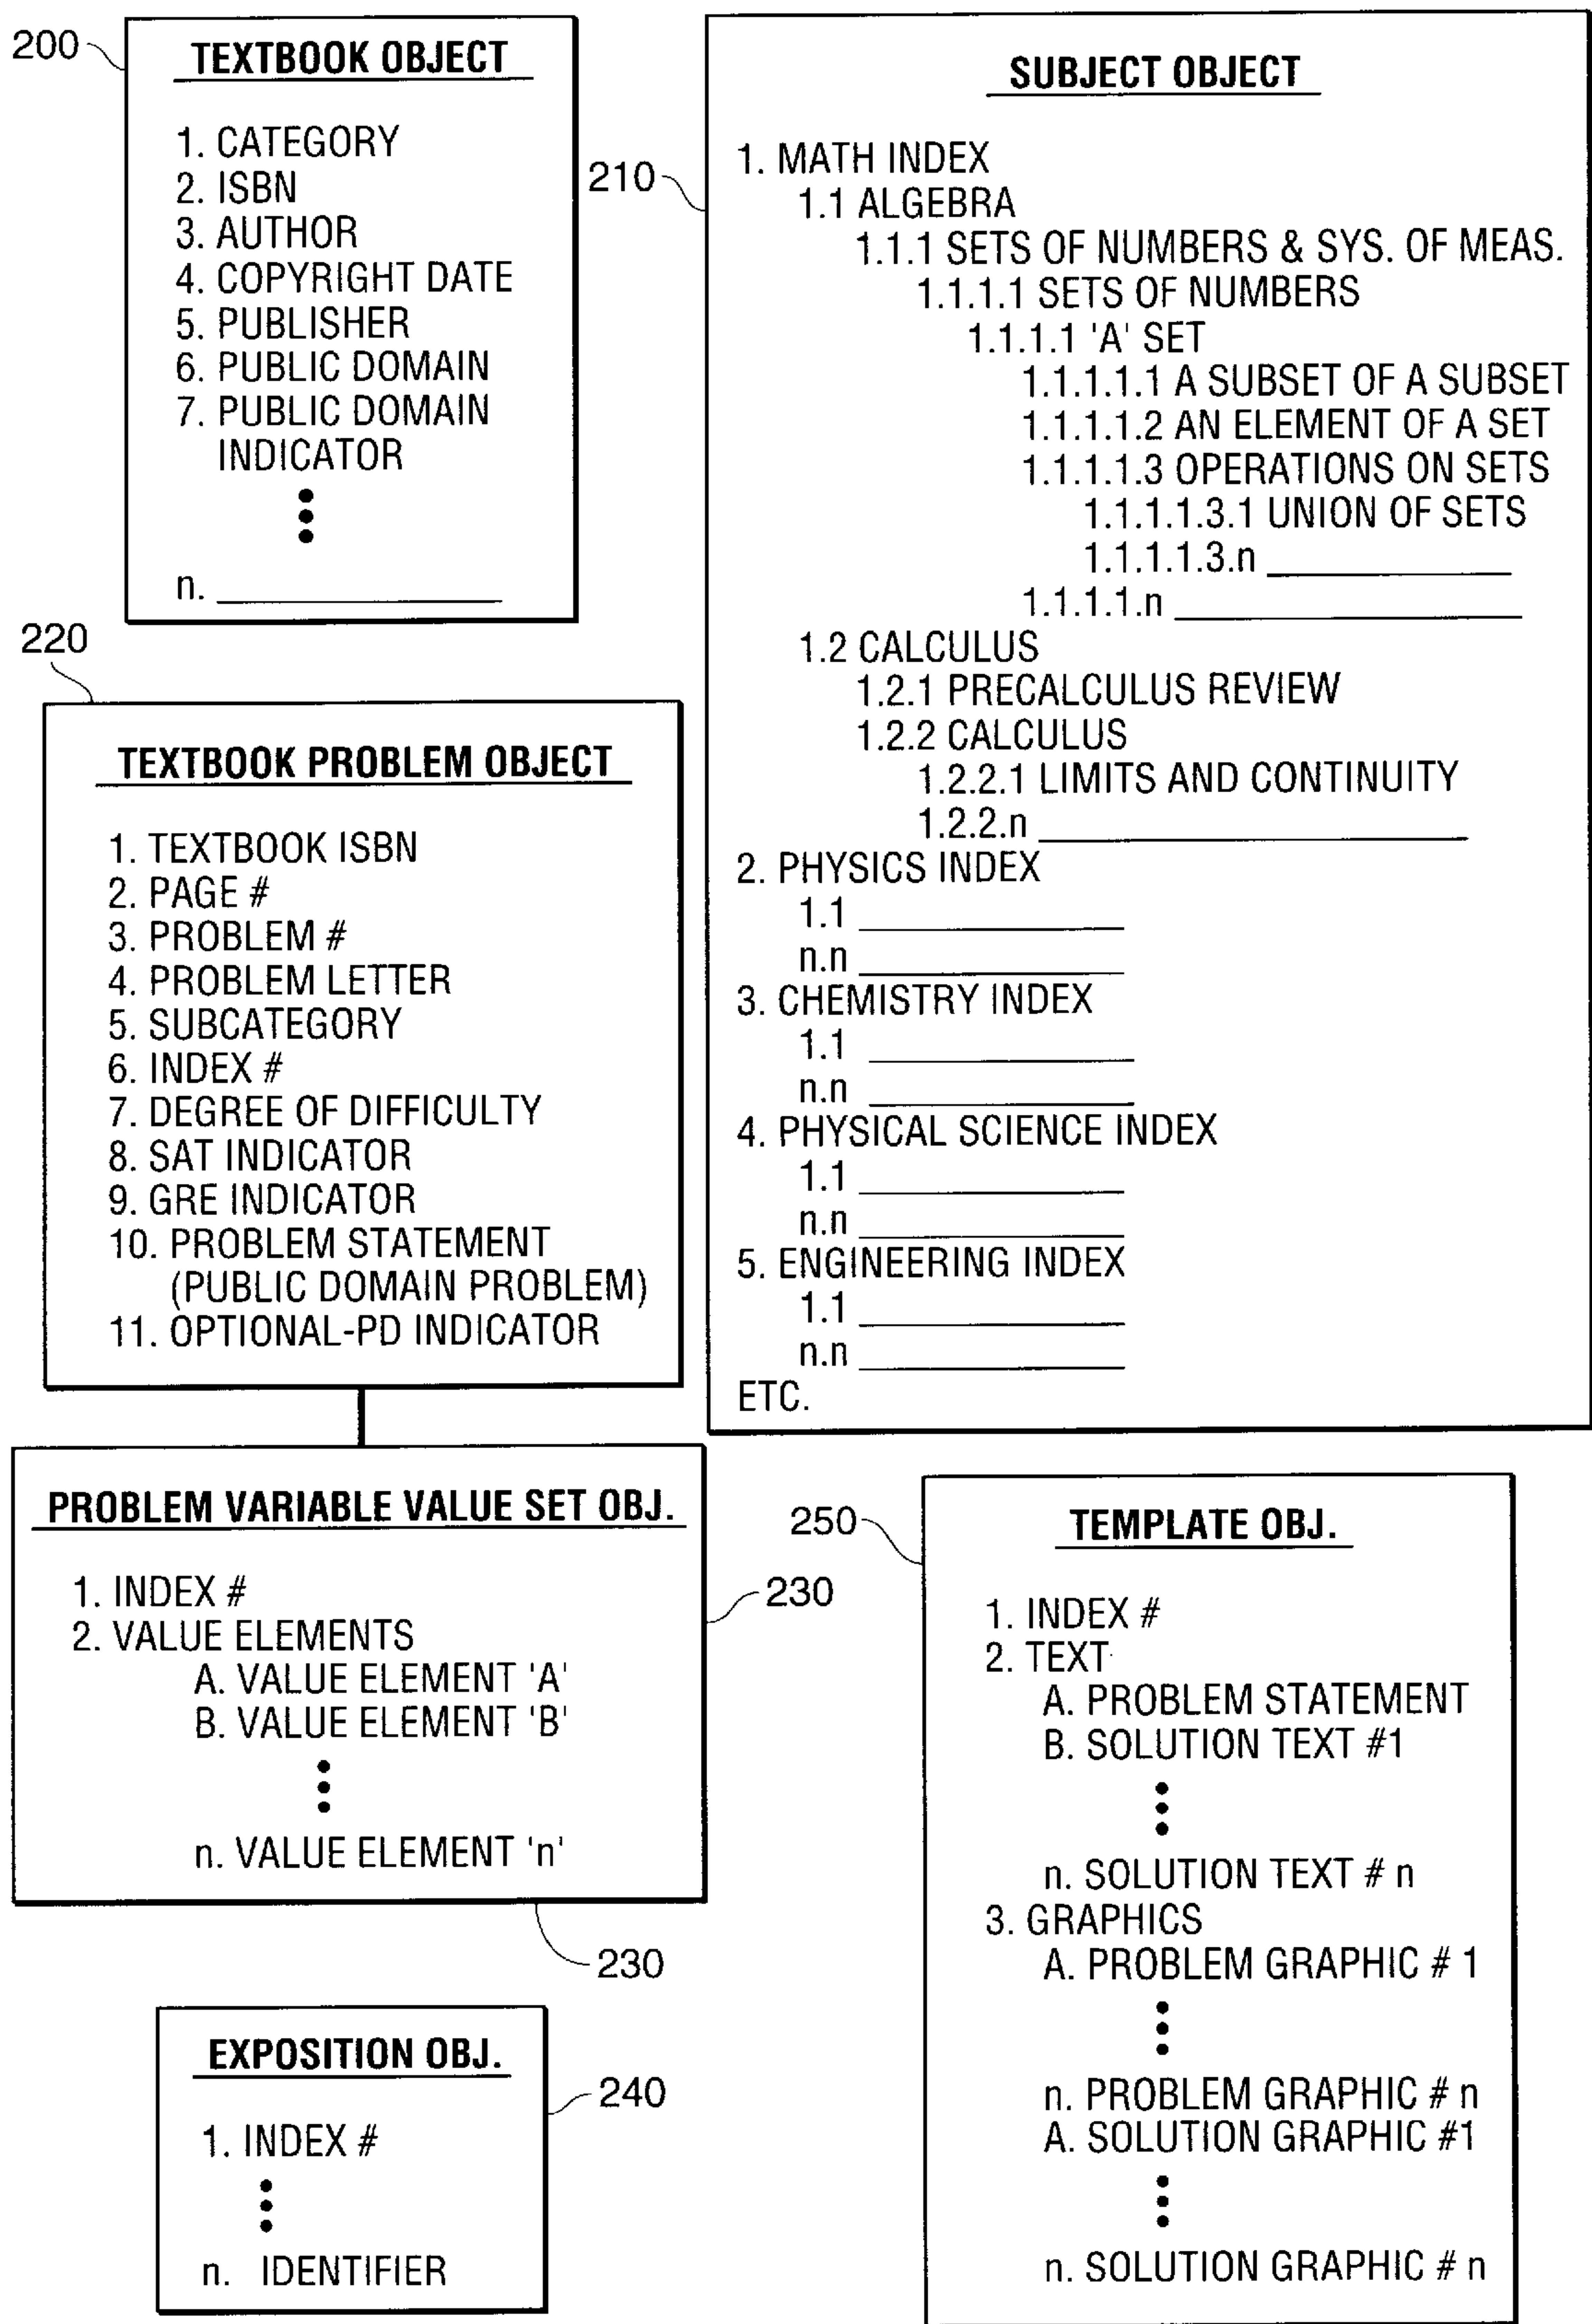 200
TEXTBOOK OBJECT
1. CATEGORY
2. ISBN
3. AUTHOR
4. COPYRIGHT DATE
5. PUBLISHER
6. PUBLIC DOMAIN
7. PUBLIC DOMAIN
INDICATOR
n.
210
SUBJECT OBJECT
1. MATH INDEX
1.1 ALGEBRA
1.1.1 SETS OF NUMBERS & SYS. OF MEAS.
1.1.1.1 SETS OF NUMBERS
1.1.1.1 'A' SET
1.1.1.1.1 A SUBSET OF A SUBSET
1.1.1.1.2 AN ELEMENT OF A SET
1.1.1.1.3 OPERATIONS ON SETS
1.1.1.1.3.1 UNION OF SETS
1.1.1.1.3.n
1.1.1.1.n
1.2 CALCULUS
1.2.1 PRECALCULUS REVIEW
1.2.2 CALCULUS
1.2.2.1 LIMITS AND CONTINUITY
1.2.2.n
2. PHYSICS INDEX
1.1
n.n
3. CHEMISTRY INDEX
1.1
n.n
4. PHYSICAL SCIENCE INDEX
1.1
n.n
5. ENGINEERING INDEX
1.1
n.n
ETC.
220
TEXTBOOK PROBLEM OBJECT
1. TEXTBOOK ISBN
2. PAGE #
3. PROBLEM #
4. PROBLEM LETTER
5. SUBCATEGORY
6. INDEX #
7. DEGREE OF DIFFICULTY
8. SAT INDICATOR
9. GRE INDICATOR
10. PROBLEM STATEMENT
(PUBLIC DOMAIN PROBLEM)
11. OPTIONAL-PD INDICATOR
PROBLEM VARIABLE VALUE SET OBJ.
1. INDEX #
2. VALUE ELEMENTS
A. VALUE ELEMENT 'A'
B. VALUE ELEMENT 'B'
n. VALUE ELEMENT 'n'
230
230
EXPOSITION OBJ.
1. INDEX #
n. IDENTIFIER
240
250
TEMPLATE OBJ.
1. INDEX #
2. TEXT
A. PROBLEM STATEMENT
B. SOLUTION TEXT #1
n. SOLUTION TEXT # n
3. GRAPHICS
A. PROBLEM GRAPHIC # 1
n. PROBLEM GRAPHIC # n
A. SOLUTION GRAPHIC #1
n. SOLUTION GRAPHIC # n